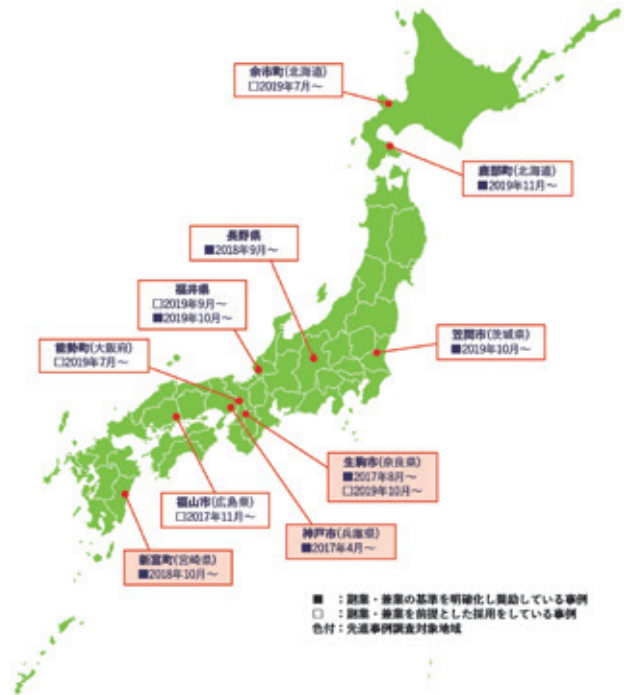 余市町(北海道)
□2019年7月～
鹿部町(北海道)
■2019年11月～
長野県
■2018年9月～
福井県
□2019年9月～
■2019年10月～
能勢町(大阪府)
□2019年7月～
笠間市(茨城県)
■2019年10月～
生駒市(奈良県)
■2017年8月～
□2019年10月～
福山市(広島県)
□2017年11月～
神戸市(兵庫県)
■2017年4月～
新富町(宮崎県)
■2018年10月～
■ ：副業・兼業の基準を明確化し奨励している事例
□ ：副業・兼業を前提とした採用をしている事例
色付：先進事例調査対象地域